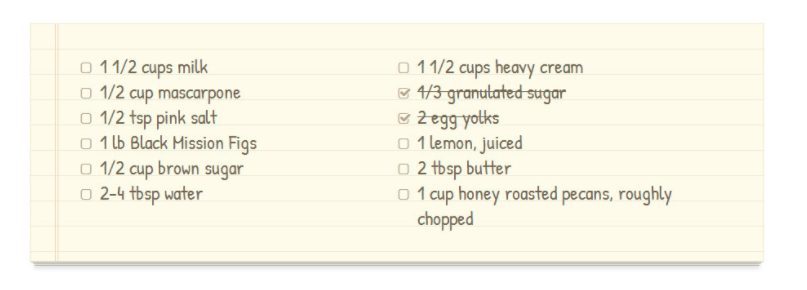 1 1/2 cups milk
1/2 cup mascarpone
1/2 tsp pink salt
1 lb Black Mission Figs
1/2 cup brown sugar
2-4 tbsp water
1 1/2 cups heavy cream
1/3 granulated sugar
2 egg yolks
1 lemon, juiced
2 tbsp butter
1 cup honey roasted pecans, roughly
chopped